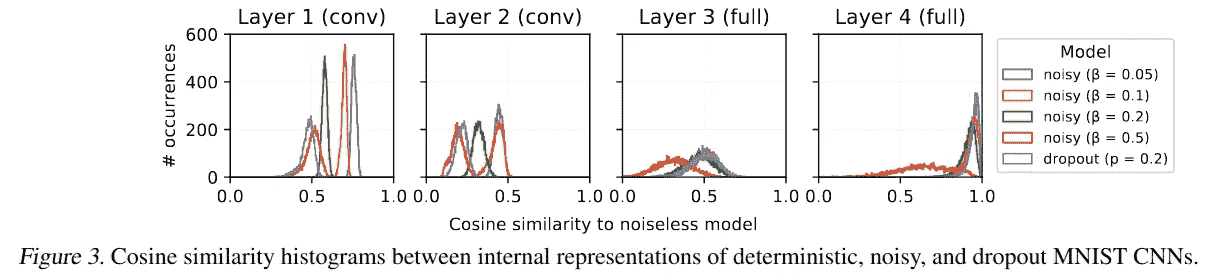 Layer 1 (conv) Layer 2 (conv) Layer 3 (full) Layer 4 (full)
600
400
200
0
# occurrences
0.0 0.5 1.0 0.0 0.5 1.0 0.0 0.5 1.0 0.0 0.5 1.0
Cosine similarity to noiseless model
Model
noisy (β = 0.05)
noisy (β = 0.1)
noisy (β = 0.2)
noisy (β = 0.5)
dropout (p = 0.2)
Figure 3. Cosine similarity histograms between internal representations of deterministic, noisy, and dropout MNIST CNNs.